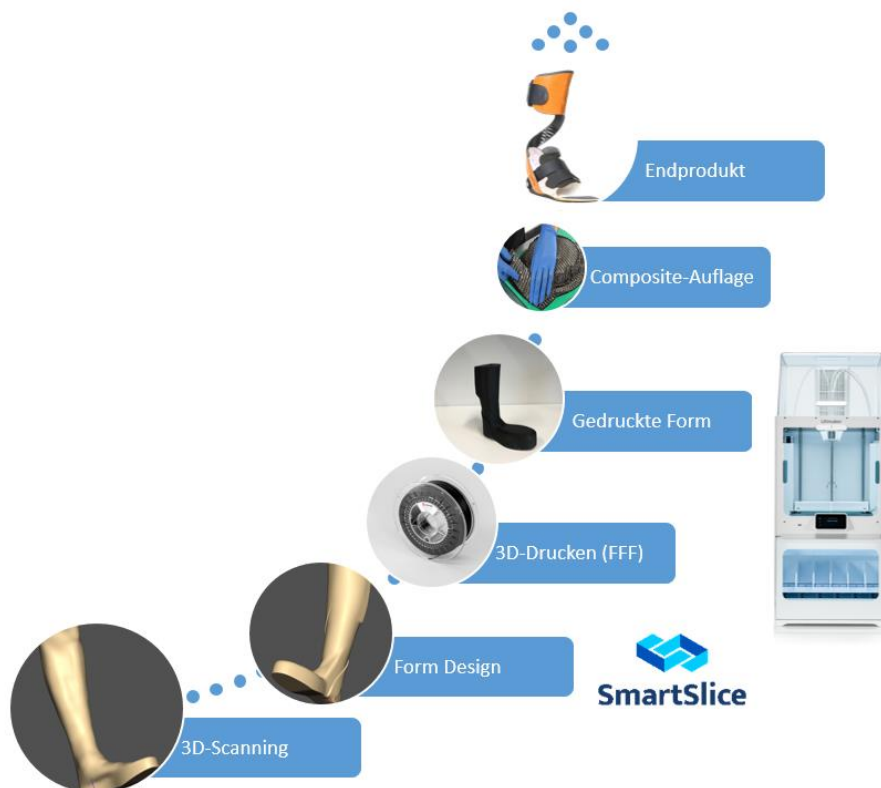 Endprodukt
Composite-Auflage
Gedruckte Form
3D-Drucken (FFF)
Form Design
SmartSlice
3D-Scanning